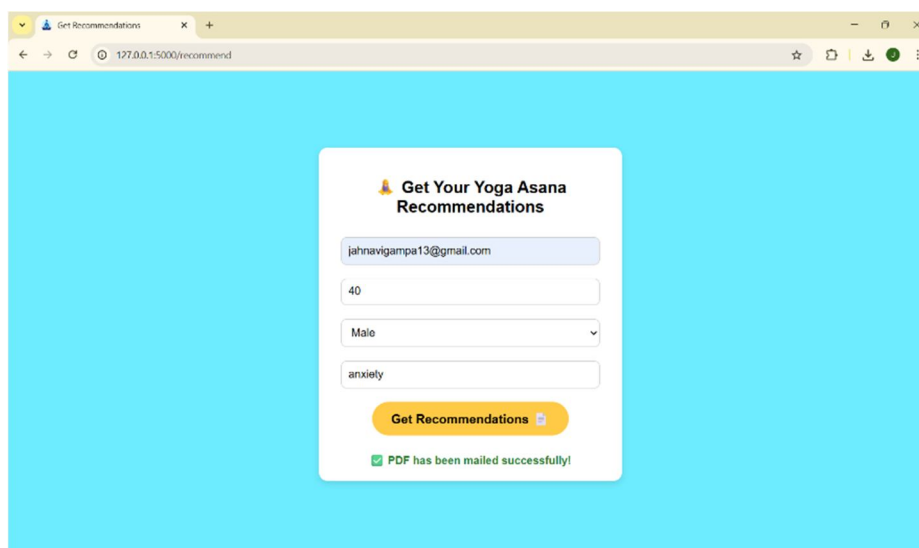 Get Recommendations
127.0.0.1:5000/recommend
J
Get Your Yoga Asana
Recommendations
jahnavigampa13@gmail.com
40
Male
anxiety
Get Recommendations
PDF has been mailed successfully!